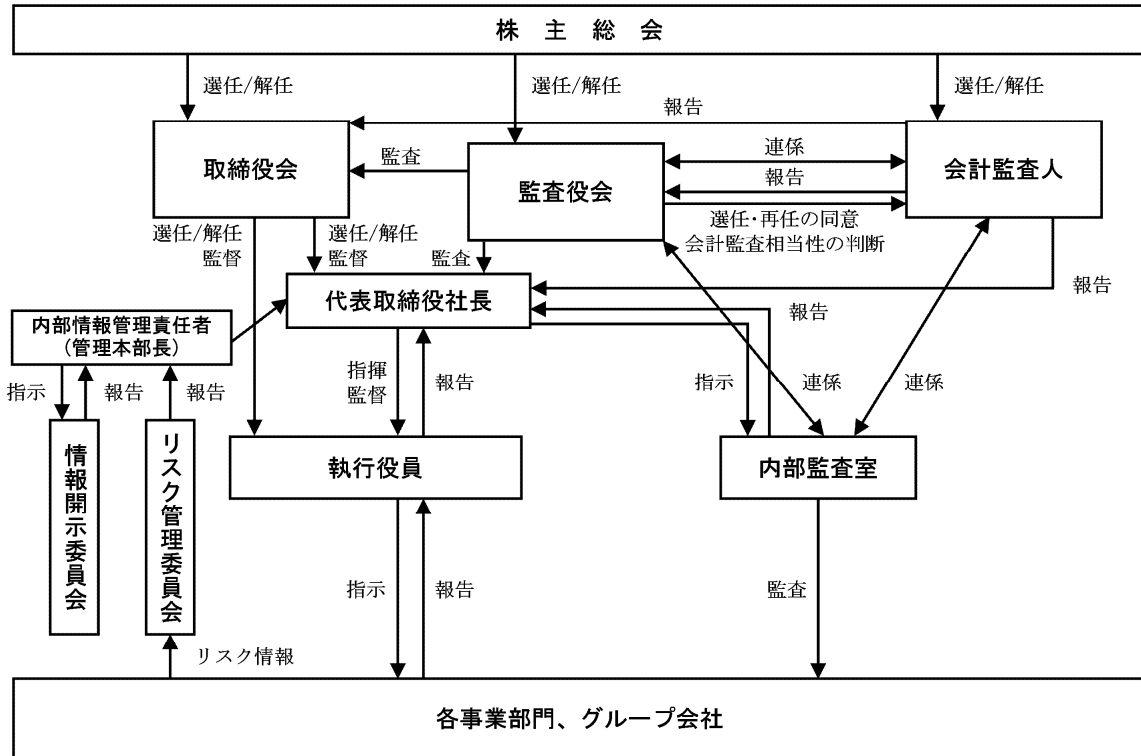 株主総会
選任/解任
選任/解任
選任/解任
報告
取締役会
監査
監査役会
連係
報告
会計監査人
選任・再任の同意
会計監査相当性の判断
選任/解任
監督
選任/解任
監督
監査
代表取締役社長
報告
報告
内部情報管理責任者
(管理本部長)
指示
報告
報告
指揮
監督
報告
指示
連係
連係
情報開示委員会
リスク管理委員会
執行役員
内部監査室
指示
報告
監査
リスク情報
各事業部門、グループ会社